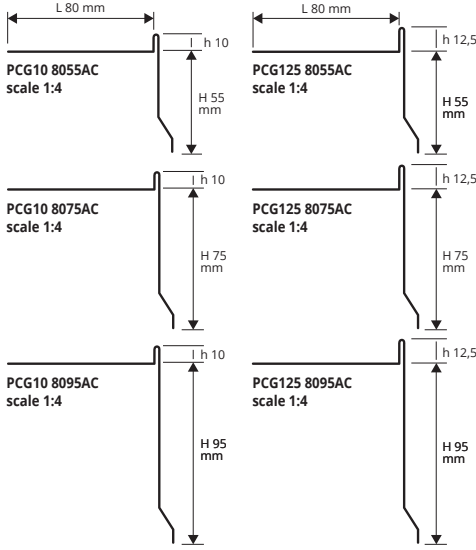 L 80 mm
h 10
PCG10 8055AC
scale 1:4
H 55
mm
L 80 mm
h 12,5
PCG125 8055AC
scale 1:4
H 55
mm
h 10
PCG10 8075AC
scale 1:4
H 75
mm
h 12,5
PCG125 8075AC
scale 1:4
H 75
mm
h 10
PCG10 8095AC
scale 1:4
H 95
mm
h 12,5
PCG125 8095AC
scale 1:4
H 95
mm